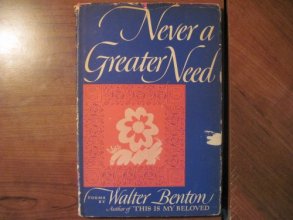 Never a
Greater Need
POEMS
BY
Walter Benton
Author of THIS IS MY BELOVED